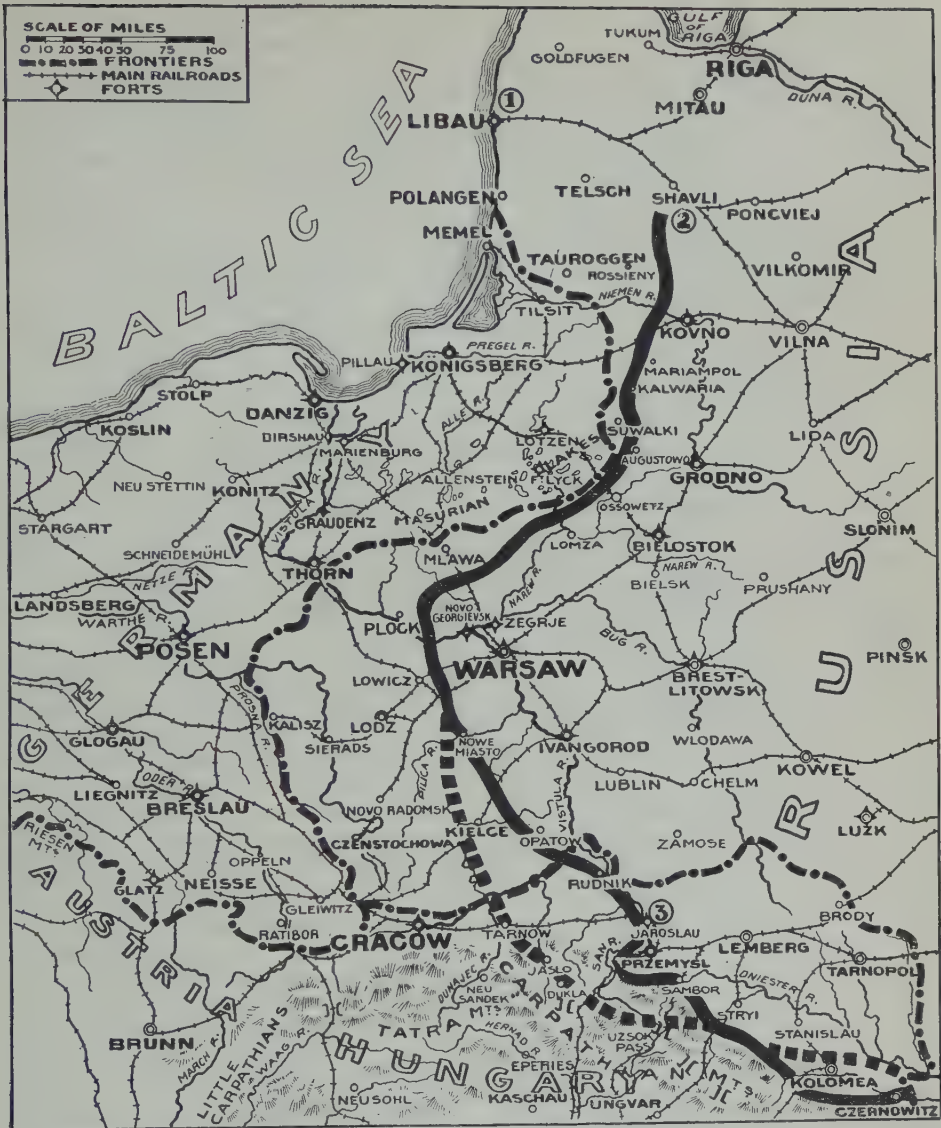 SCALE OF MILES
0 10 20 30 40 50 75 100
FRONTIERS
MAIN RAILROADS
FORTS
GULF OF RIGA
TUKUM
GOLDFUGEN
RIGA
MITAU
DUNA R.
BALTIC SEA
①
LIBAU
POLANGEN
TELSCH
SHAVLI
②
PONCVIEJ
MEMEL
TAUROGGEN
ROSSIENY
VILKOMIR
NIEMEN R.
TILSIT
KOVNO
VILNA
PREGEL R.
PILLAU
KÖNIGSBERG
MARIAMPOL
KALWARIA
STOLP
DANZIG
KOSLIN
DIRSHAU
MARIENBURG
ALLE R.
LÖTZEN
LAKES
SUWALKI
AUGUSTOWO
LIDA
NEU STETTIN
KONITZ
ALLENSTEIN
F. LYCK
GRODNO
STARGART
VISTULA R.
GRAUDENZ
MASURIAN
OSSOWETZ
SLONIM
SCHNEIDEMÜHL
MLAWA
LOMZA
BIELOSTOK
THORN
NETZE
NAREW R.
NAREW R.
BIELSK
PRUSHANY
LANDSBERG
WARTHE R.
PLOCK
NOVO GEORGIEVSK
ZEGRJE
POSEN
BUG R.
WARSAW
PINSK
LOWICZ
BREST-
LITOWSK
PROSNA R.
KALISZ
LODZ
SIERADS
NOWE
MIASTO
IVANGOROD
WLODAWA
GLOGAU
ODER R.
LIEGNITZ
BRESLAU
PILICA R.
LUBLIN
CHELM
KOWEL
NOVO RADOMSK
VISTULA R.
KIELCE
CZENSTOCHOWA
OPATOW
ZAMOSE
LUZK
RIESEN
MTS
OPPELN
NEISSE
GLATZ
RUDNIK
GLEIWITZ
BRODY
RATIBOR
CRACOW
TARNOW
③
JAROSLAU
LEMBERG
PRZEMYSL
TARNOPOL
SAN R.
DUNAJEC R.
JASLO
DUKLA
NEU
SANDEK
SAMBOR
DNIESTER R.
STRYI
STANISLAU
TATRA
MTS
HERNAD R.
UZSOK
PASS
BRUNN
MARCH R.
LITTLE
CARPATHIANS
WAAG R.
EPERIES
KOLOMEA
NEUSOHL
KASCHAU
UNGVAR
CZERNOWITZ
CARPATHIAN MTS
GERMANY
RUSSIA
AUSTRIA
HUNGARY